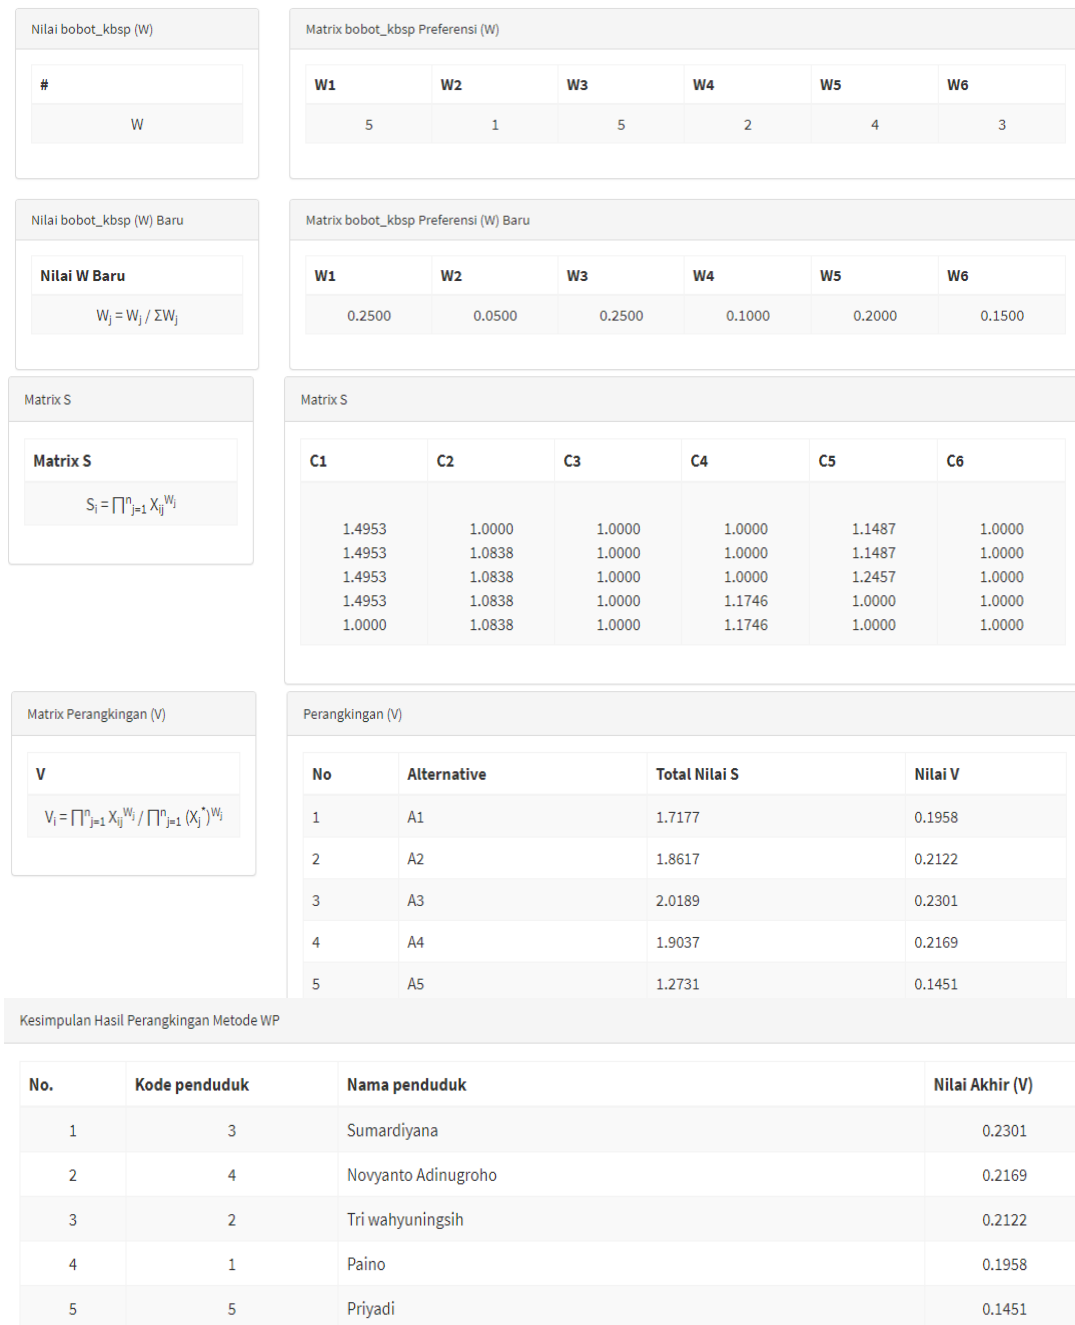 Nilai bobot_kbsp (W)
#
W
Matrix bobot_kbsp Preferensi (W)
W1 W2 W3 W4 W5 W6
5 1 5 2 4 3
Nilai bobot_kbsp (W) Baru
Nilai W Baru
Wj = Wj / ΣWj
Matrix bobot_kbsp Preferensi (W) Baru
W1 W2 W3 W4 W5 W6
0.2500 0.0500 0.2500 0.1000 0.2000 0.1500
Matrix S
Matrix S
Si = ∏ⁿj=1 Xij^Wj
Matrix S
C1 C2 C3 C4 C5 C6
1.4953 1.0000 1.0000 1.0000 1.1487 1.0000
1.4953 1.0838 1.0000 1.0000 1.1487 1.0000
1.4953 1.0838 1.0000 1.0000 1.2457 1.0000
1.4953 1.0838 1.0000 1.1746 1.0000 1.0000
1.0000 1.0838 1.0000 1.1746 1.0000 1.0000
Matrix Perangkingan (V)
V
Vi = ∏ⁿj=1 Xij^Wj / ∏ⁿj=1 (Xj*)^Wj
Perangkingan (V)
No Alternative Total Nilai S Nilai V
1 A1 1.7177 0.1958
2 A2 1.8617 0.2122
3 A3 2.0189 0.2301
4 A4 1.9037 0.2169
5 A5 1.2731 0.1451
Kesimpulan Hasil Perangkingan Metode WP
No. Kode penduduk Nama penduduk Nilai Akhir (V)
1 3 Sumardiyana 0.2301
2 4 Novyanto Adinugroho 0.2169
3 2 Tri wahyuningsih 0.2122
4 1 Paino 0.1958
5 5 Priyadi 0.1451